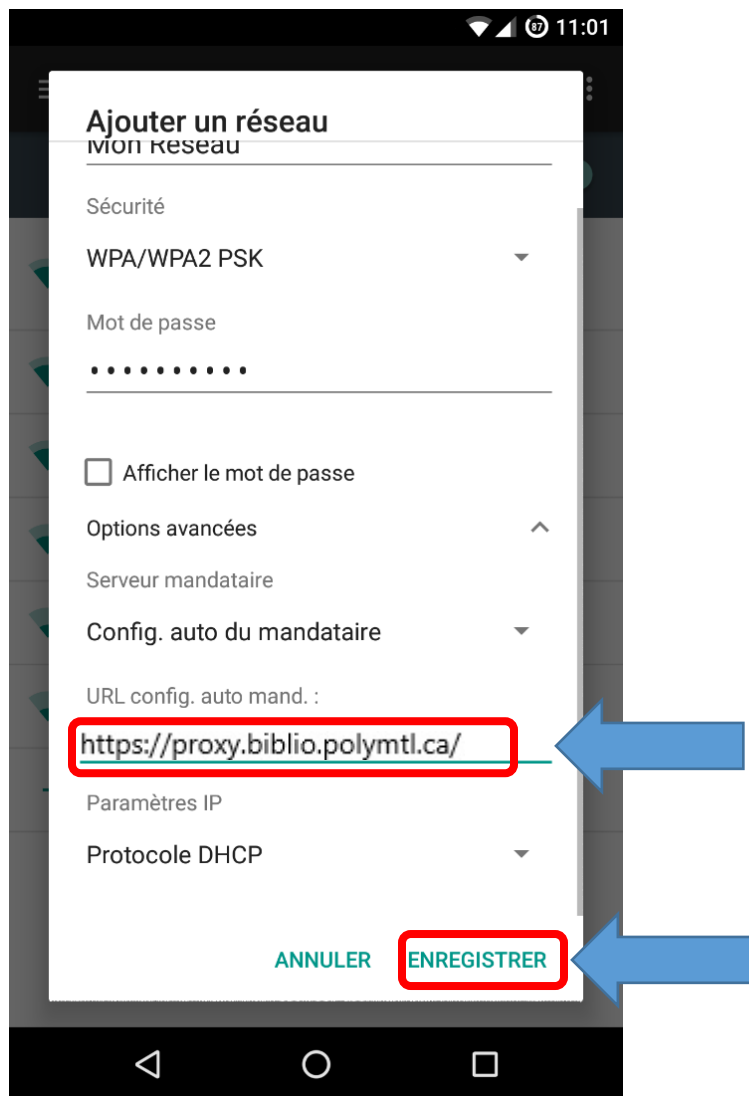 87 11:01
Ajouter un réseau
Mon Réseau
Sécurité
WPA/WPA2 PSK
Mot de passe
••••••••••
Afficher le mot de passe
Options avancées
Serveur mandataire
Config. auto du mandataire
URL config. auto mand. :
https://proxy.biblio.polymtl.ca/
Paramètres IP
Protocole DHCP
ANNULER ENREGISTRER